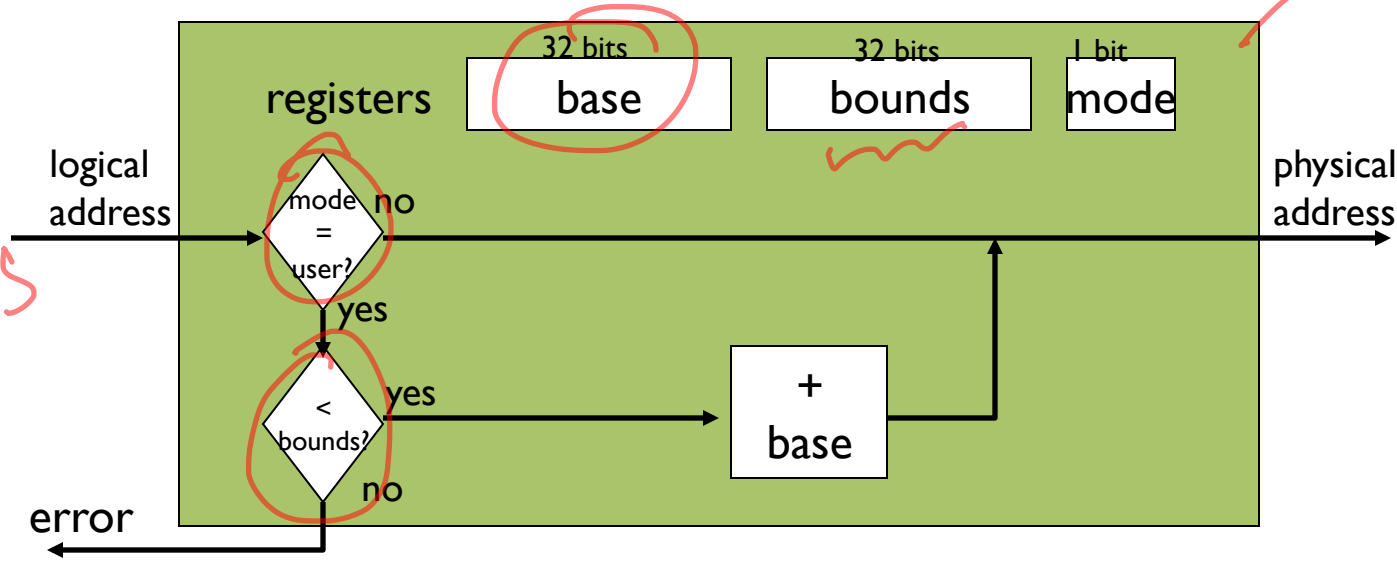 32 bits
32 bits
1 bit
registers
base
bounds
mode
logical
address
physical
address
mode
=
user?
no
yes
<
bounds?
yes
no
+
base
error